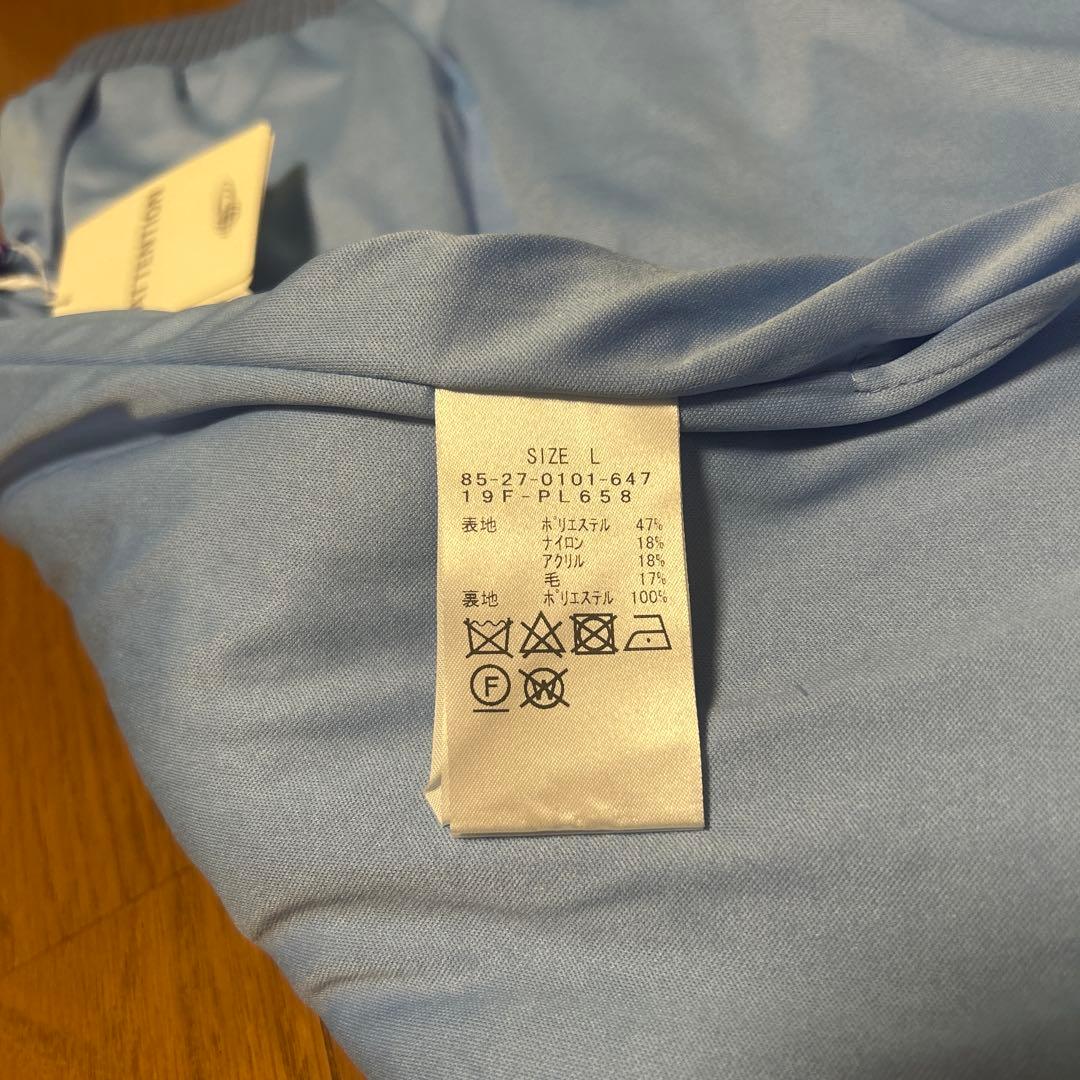 ATTENTION
SIZE L
85-27-0101-647
19F-PL658
表地 ポリエステル 47%
ナイロン 18%
アクリル 18%
毛 17%
裏地 ポリエステル 100%
F W